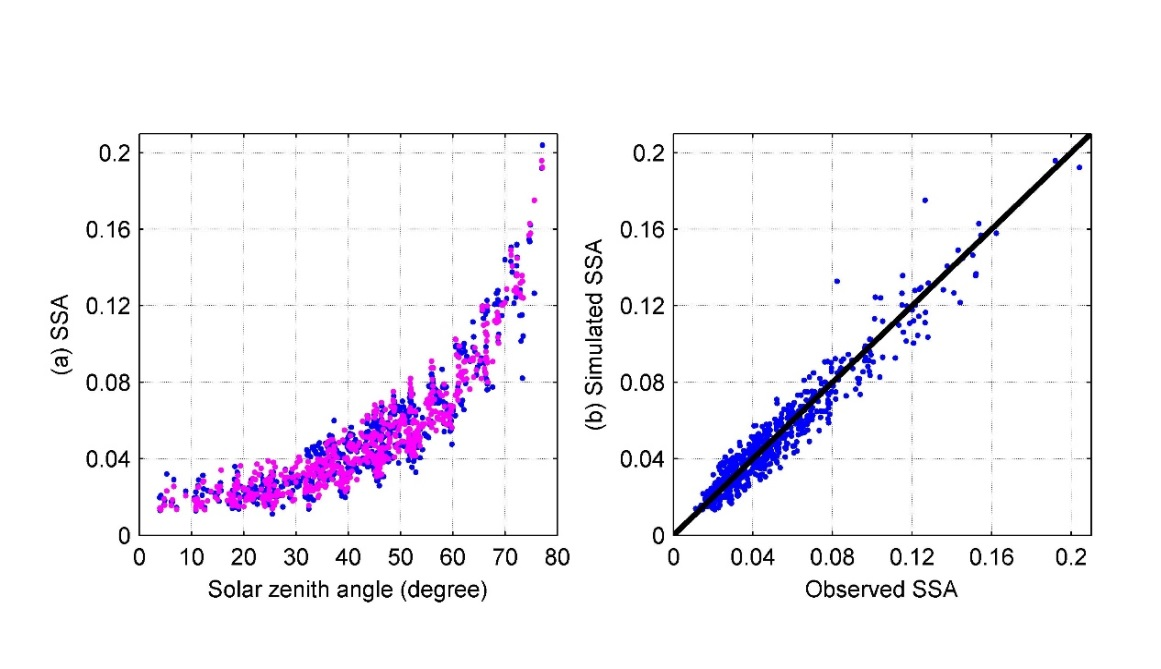 (a) SSA
0.2
0.16
0.12
0.08
0.04
0
0 10 20 30 40 50 60 70 80
Solar zenith angle (degree)
(b) Simulated SSA
0.2
0.16
0.12
0.08
0.04
0
0 0.04 0.08 0.12 0.16 0.2
Observed SSA